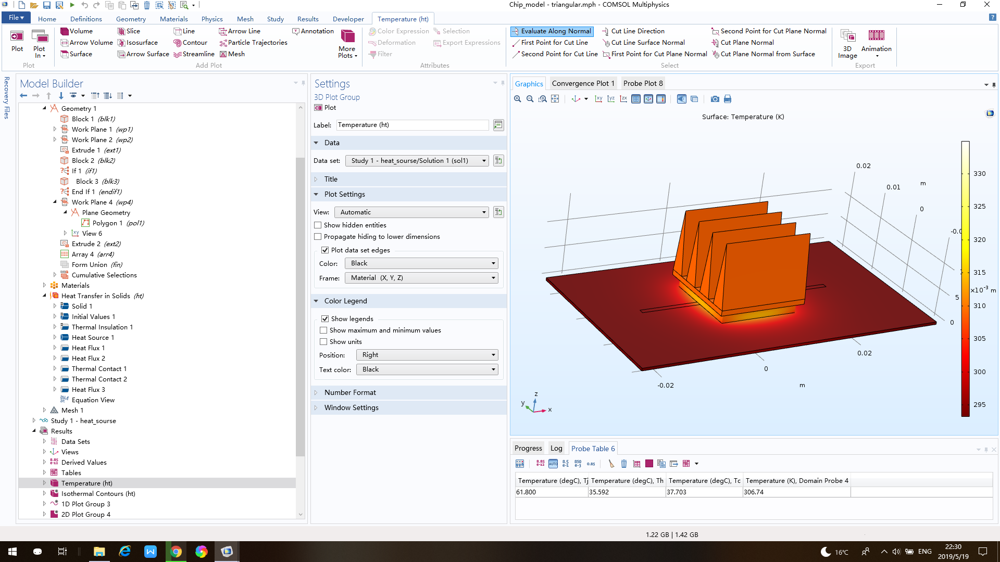 Chip_model - triangular.mph - COMSOL Multiphysics
File
Home
Definitions
Geometry
Materials
Physics
Mesh
Study
Results
Developer
Temperature (ht)
Plot
Plot In
Plot
Volume
Arrow Volume
Surface
Slice
Isosurface
Arrow Surface
Line
Contour
Streamline
Arrow Line
Particle Trajectories
Mesh
Annotation
More Plots
Add Plot
Color Expression
Deformation
Filter
Selection
Export Expressions
Attributes
Evaluate Along Normal
First Point for Cut Line
Second Point for Cut Line
Cut Line Direction
Cut Line Surface Normal
First Point for Cut Plane Normal
Second Point for Cut Plane Normal
Cut Plane Normal
Cut Plane Normal from Surface
Select
3D Image
Animation
Export
Recovery Files
Model Builder
Geometry 1
Block 1 (blk1)
Work Plane 1 (wp1)
Work Plane 2 (wp2)
Extrude 1 (ext1)
Block 2 (blk2)
If 1 (if1)
Block 3 (blk3)
End If 1 (endif1)
Work Plane 4 (wp4)
Plane Geometry
Polygon 1 (pol1)
View 6
Extrude 2 (ext2)
Array 4 (arr4)
Form Union (fin)
Cumulative Selections
Materials
Heat Transfer in Solids (ht)
Solid 1
Initial Values 1
Thermal Insulation 1
Heat Source 1
Heat Flux 1
Heat Flux 2
Thermal Contact 1
Thermal Contact 2
Heat Flux 3
Equation View
Mesh 1
Study 1 - heat_sourse
Results
Data Sets
Views
Derived Values
Tables
Temperature (ht)
Isothermal Contours (ht)
1D Plot Group 3
2D Plot Group 4
Settings
3D Plot Group
Plot
Label: Temperature (ht)
Data
Data set: Study 1 - heat_sourse/Solution 1 (sol1)
Title
Plot Settings
View: Automatic
Show hidden entities
Propagate hiding to lower dimensions
Plot data set edges
Color: Black
Frame: Material (X, Y, Z)
Color Legend
Show legends
Show maximum and minimum values
Show units
Position: Right
Text color: Black
Number Format
Window Settings
Graphics
Convergence Plot 1
Probe Plot 8
xy yz zx
Surface: Temperature (K)
0.02
0.01
m
0
-0.0
5
×10⁻³ m
0
0.02
0
-0.02
m
z
y
x
330
325
320
315
310
305
300
295
Progress
Log
Probe Table 6
8.85 e-12
AUTO
8.5 e-1
850 e-3
0.85
Temperature (degC), Tj Temperature (degC), Th Temperature (degC), Tc Temperature (K), Domain Probe 4
61.800 35.592 37.703 306.74
1.22 GB | 1.42 GB
16℃
ENG
22:30
2019/5/19